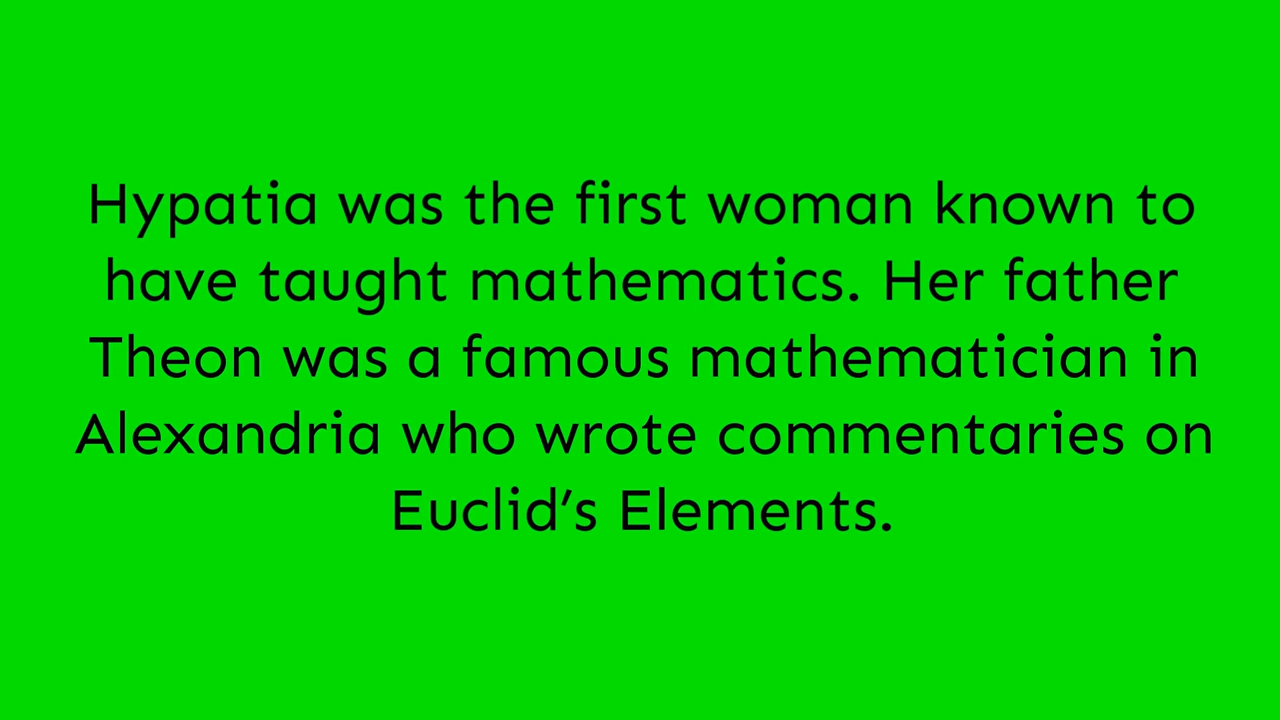 Hypatia was the first woman known to
have taught mathematics. Her father
Theon was a famous mathematician in
Alexandria who wrote commentaries on
Euclid’s Elements.